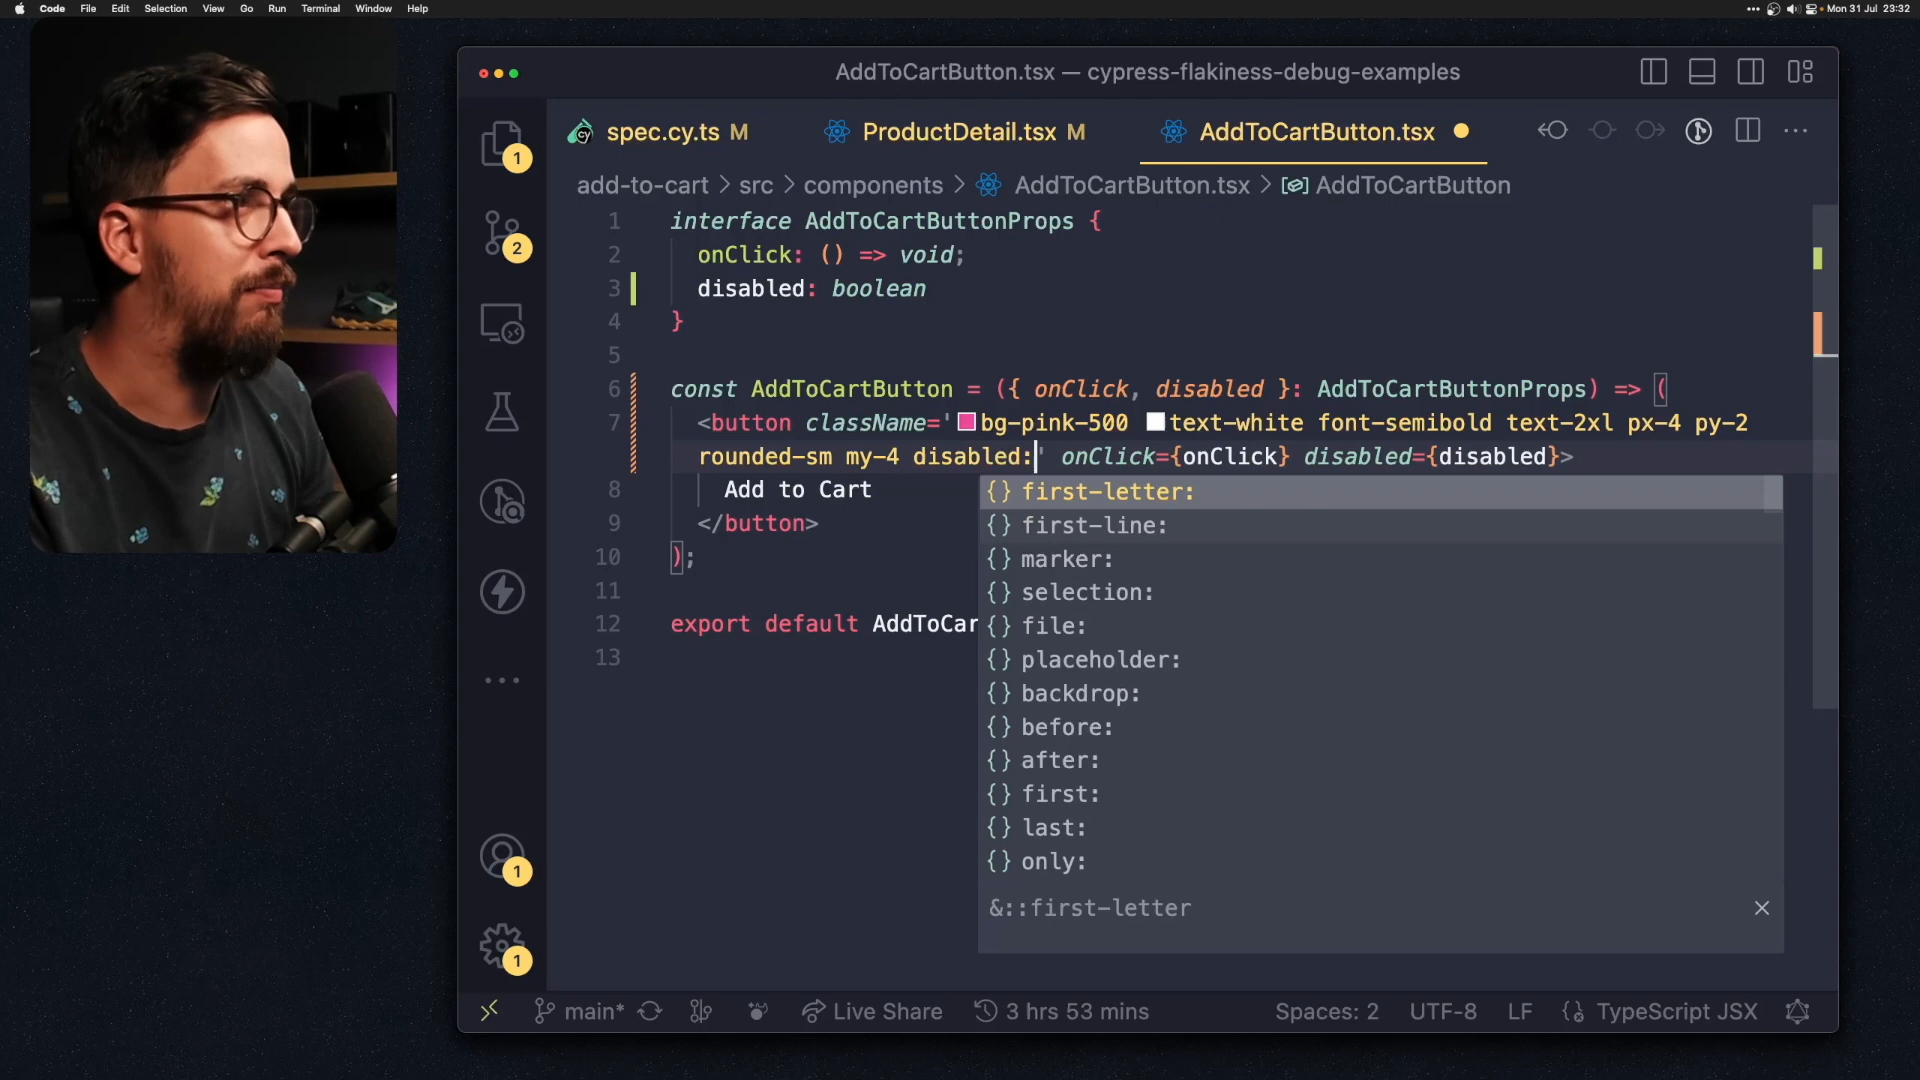 Code File Edit Selection View Go Run Terminal Window Help
Mon 31 Jul 23:32
AddToCartButton.tsx — cypress-flakiness-debug-examples
spec.cy.ts M
ProductDetail.tsx M
AddToCartButton.tsx
add-to-cart > src > components > AddToCartButton.tsx > AddToCartButton
1 interface AddToCartButtonProps {
2 onClick: () => void;
3 disabled: boolean
4 }
5
6 const AddToCartButton = ({ onClick, disabled }: AddToCartButtonProps) => (
7 <button className='bg-pink-500 text-white font-semibold text-2xl px-4 py-2
rounded-sm my-4 disabled:' onClick={onClick} disabled={disabled}>
8 Add to Cart
9 </button>
10 );
11
12 export default AddToCar
13
{} first-letter:
{} first-line:
{} marker:
{} selection:
{} file:
{} placeholder:
{} backdrop:
{} before:
{} after:
{} first:
{} last:
{} only:
&::first-letter
1
2
1
1
main* Live Share 3 hrs 53 mins Spaces: 2 UTF-8 LF {} TypeScript JSX